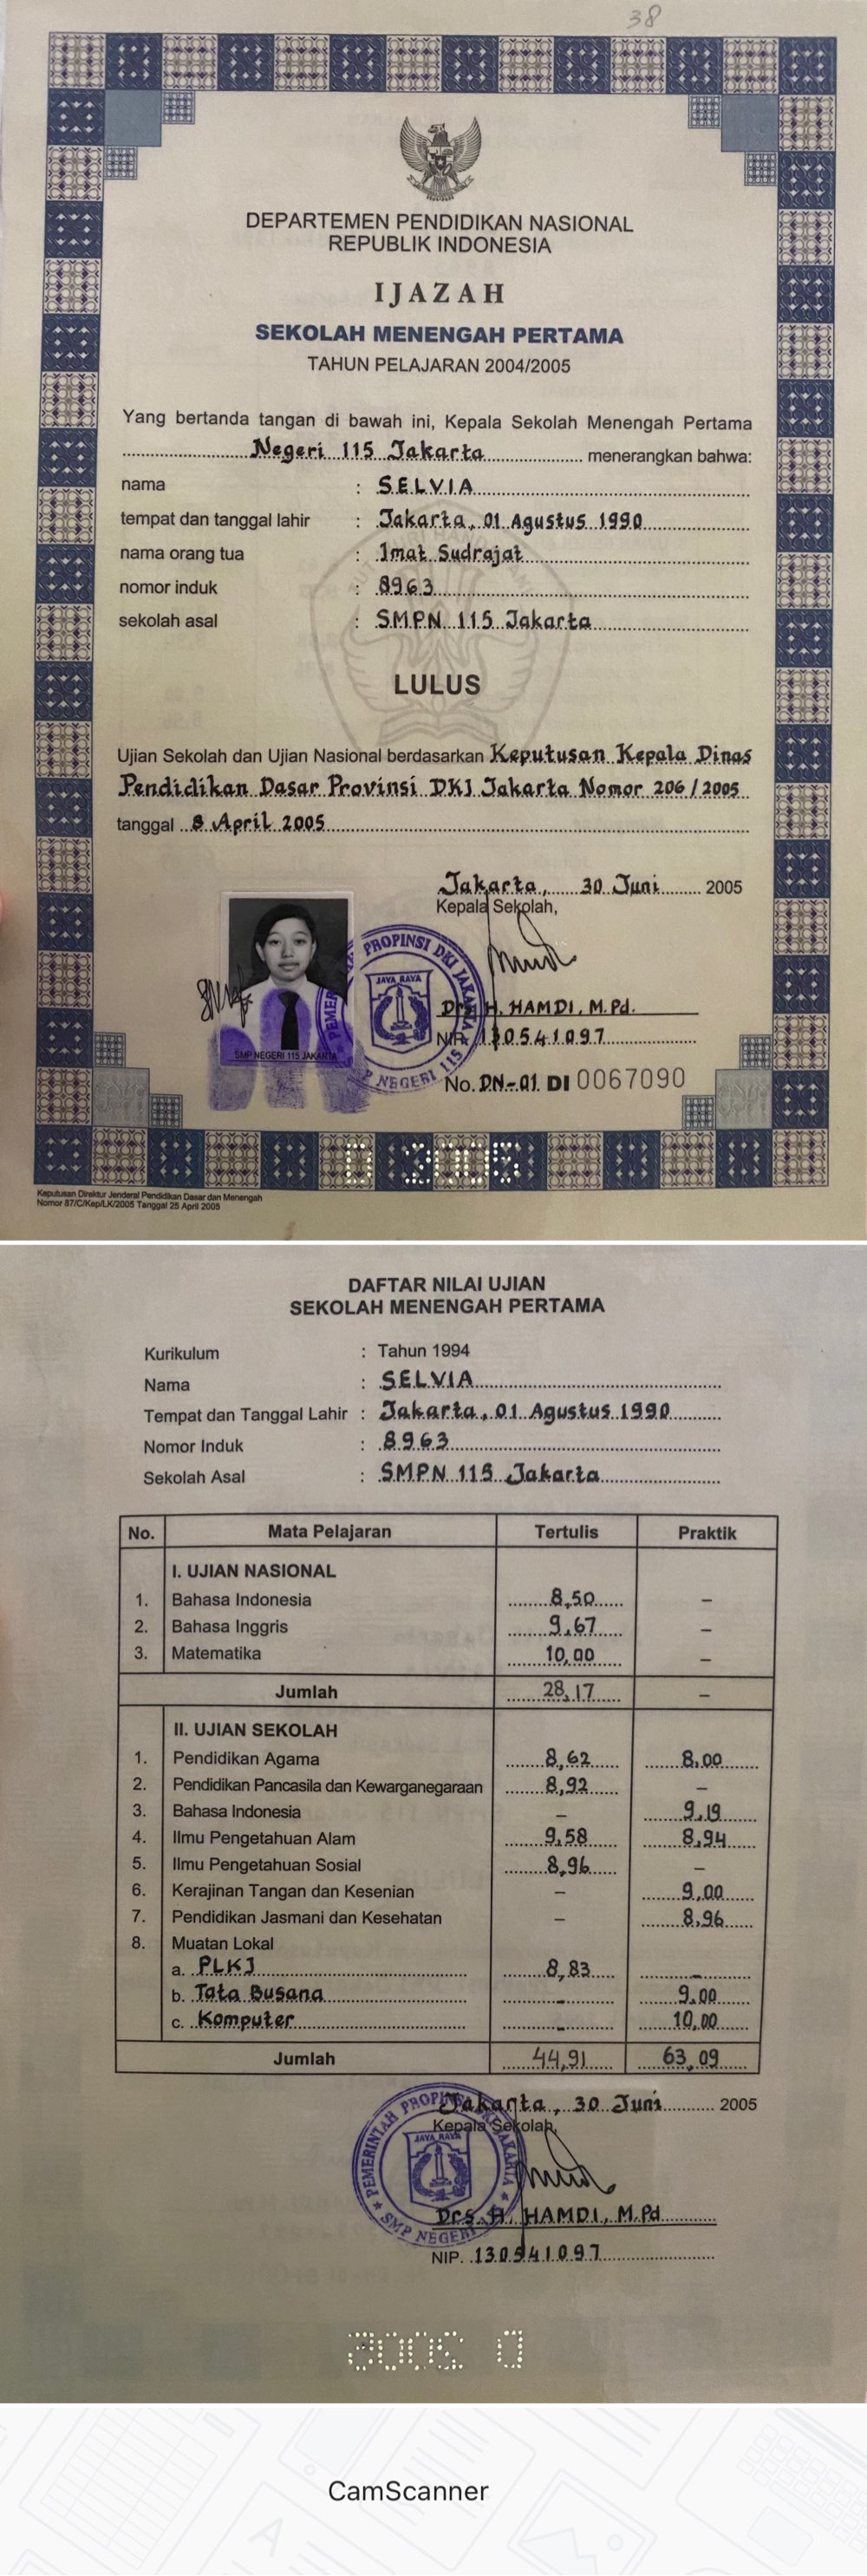 38
DEPARTEMEN PENDIDIKAN NASIONAL
REPUBLIK INDONESIA
IJAZAH
SEKOLAH MENENGAH PERTAMA
TAHUN PELAJARAN 2004/2005
Yang bertanda tangan di bawah ini, Kepala Sekolah Menengah Pertama
Negeri 115 Jakarta menerangkan bahwa:
nama : SELVIA
tempat dan tanggal lahir : Jakarta, 01 Agustus 1990
nama orang tua : Imat Sudrajat
nomor induk : 8963
sekolah asal : SMPN 115 Jakarta
LULUS
Ujian Sekolah dan Ujian Nasional berdasarkan Keputusan Kepala Dinas
Pendidikan Dasar Provinsi DKI Jakarta Nomor 206 / 2005
tanggal 8 April 2005
Jakarta, 30 Juni 2005
Kepala Sekolah,
PROPINSI DKI JAKARTA
JAYA RAYA
Drs. H. HAMDI, M.Pd.
NIP. 130541097
SMP NEGERI 115 JAKARTA
P NEGERI 115
No. DN-01 DI 0067090
D 2005
Keputusan Direktur Jenderal Pendidikan Dasar dan Menengah
Nomor 87/C/Kep/LK/2005 Tanggal 25 April 2005
DAFTAR NILAI UJIAN
SEKOLAH MENENGAH PERTAMA
Kurikulum : Tahun 1994
Nama : SELVIA
Tempat dan Tanggal Lahir : Jakarta, 01 Agustus 1990
Nomor Induk : 8963
Sekolah Asal : SMPN 115 Jakarta
No. Mata Pelajaran Tertulis Praktik
I. UJIAN NASIONAL
1. Bahasa Indonesia 8,50 –
2. Bahasa Inggris 9,67 –
3. Matematika 10,00 –
Jumlah 28,17 –
II. UJIAN SEKOLAH
1. Pendidikan Agama 8,62 8,00
2. Pendidikan Pancasila dan Kewarganegaraan 8,92 –
3. Bahasa Indonesia – 9,19
4. Ilmu Pengetahuan Alam 9,58 8,94
5. Ilmu Pengetahuan Sosial 8,96 –
6. Kerajinan Tangan dan Kesenian – 9,00
7. Pendidikan Jasmani dan Kesehatan – 8,96
8. Muatan Lokal
a. PLKJ 8,83 -
b. Tata Busana - 9,00
c. Komputer - 10,00
Jumlah 44,91 63,09
Jakarta, 30 Juni 2005
Kepala Sekolah,
PEMERINTAH PROPINSI
JAYA RAYA
SMP NEGERI
Drs. H. HAMDI, M.Pd
NIP. 130541097
D 2005
CamScanner